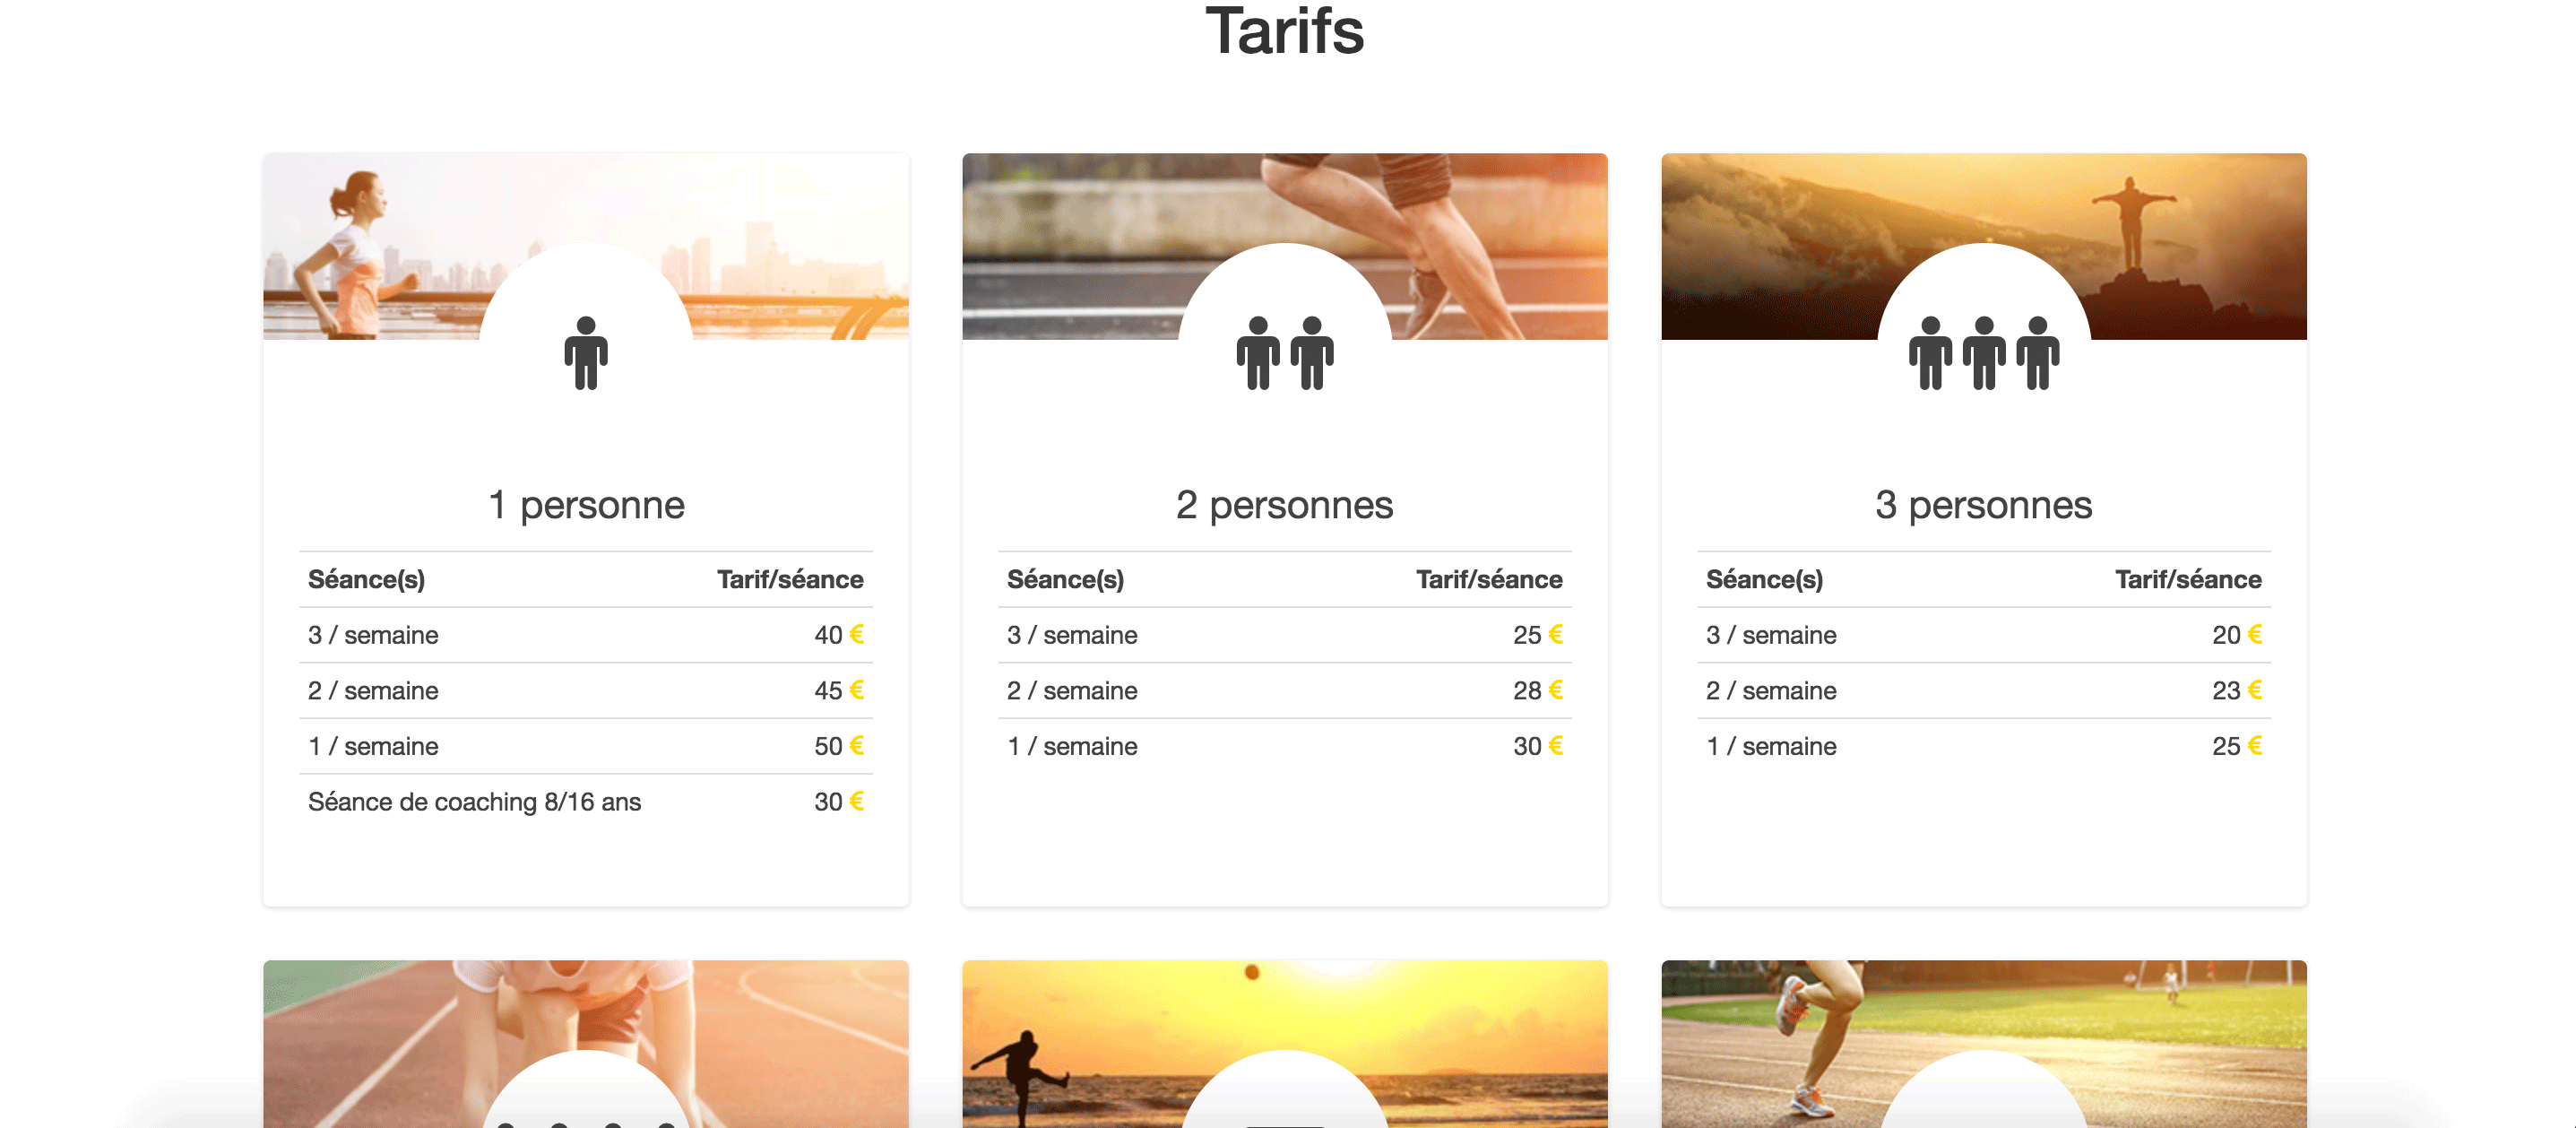 Tarifs
1 personne
Séance(s) Tarif/séance
3 / semaine 40 €
2 / semaine 45 €
1 / semaine 50 €
Séance de coaching 8/16 ans 30 €
2 personnes
Séance(s) Tarif/séance
3 / semaine 25 €
2 / semaine 28 €
1 / semaine 30 €
3 personnes
Séance(s) Tarif/séance
3 / semaine 20 €
2 / semaine 23 €
1 / semaine 25 €